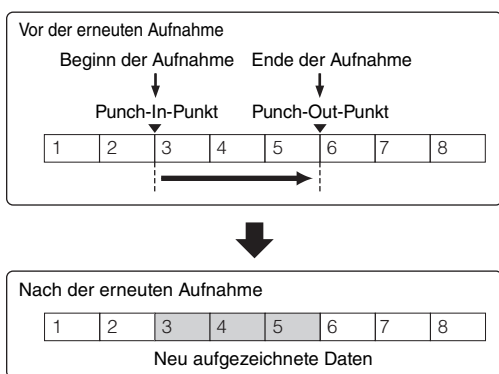 Vor der erneuten Aufnahme
Beginn der Aufnahme Ende der Aufnahme
Punch-In-Punkt Punch-Out-Punkt
1 2 3 4 5 6 7 8
Nach der erneuten Aufnahme
1 2 3 4 5 6 7 8
Neu aufgezeichnete Daten